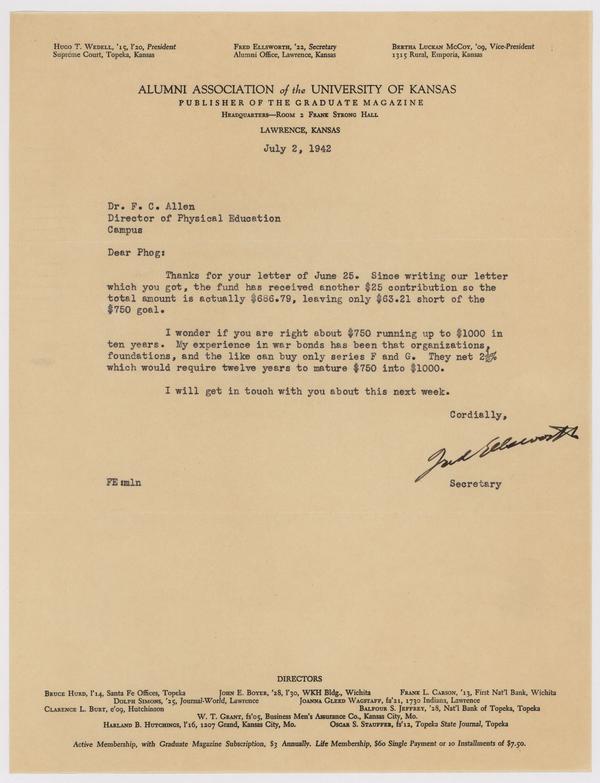 Hugo T. Wedell, '15, l'20, President
Supreme Court, Topeka, Kansas
Fred Ellsworth, '22, Secretary
Alumni Office, Lawrence, Kansas
Bertha Luckan McCoy, '09, Vice-President
1315 Rural, Emporia, Kansas
ALUMNI ASSOCIATION of the UNIVERSITY OF KANSAS
PUBLISHER OF THE GRADUATE MAGAZINE
Headquarters—Room 2 Frank Strong Hall
LAWRENCE, KANSAS
July 2, 1942
Dr. F. C. Allen
Director of Physical Education
Campus
Dear Phog:
Thanks for your letter of June 25. Since writing our letter
which you got, the fund has received another $25 contribution so the
total amount is actually $686.79, leaving only $63.21 short of the
$750 goal.
I wonder if you are right about $750 running up to $1000 in
ten years. My experience in war bonds has been that organizations,
foundations, and the like can buy only series F and G. They net 2½%
which would require twelve years to mature $750 into $1000.
I will get in touch with you about this next week.
Cordially,
Fred Ellsworth
FE:mln
Secretary
DIRECTORS
Bruce Hurd, l'14, Santa Fe Offices, Topeka John E. Boyer, '28, l'30, WKH Bldg., Wichita Frank L. Carson, '13, First Nat'l Bank, Wichita
Dolph Simons, '25, Journal-World, Lawrence Joanna Gleed Wagstaff, fs'21, 1730 Indiana, Lawrence
Clarence L. Burt, e'09, Hutchinson Balfour S. Jeffrey, '28, Nat'l Bank of Topeka, Topeka
W. T. Grant, fs'05, Business Men's Assurance Co., Kansas City, Mo.
Harland B. Hutchings, l'16, 1207 Grand, Kansas City, Mo. Oscar S. Stauffer, fs'12, Topeka State Journal, Topeka
Active Membership, with Graduate Magazine Subscription, $3 Annually. Life Membership, $60 Single Payment or 10 Installments of $7.50.